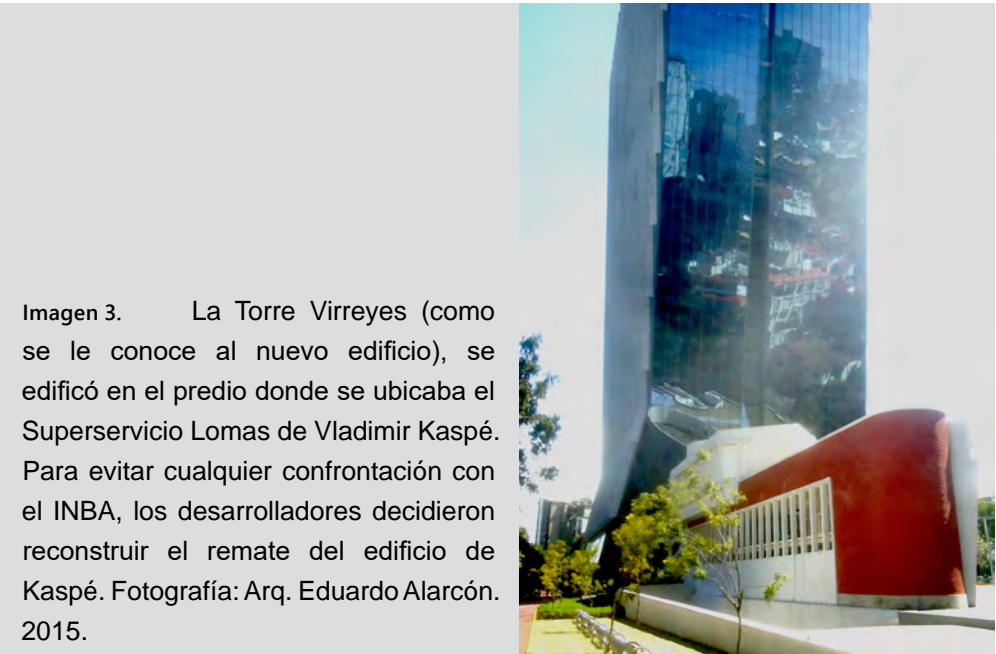 Imagen 3. La Torre Virreyes (como
se le conoce al nuevo edificio), se
edificó en el predio donde se ubicaba el
Superservicio Lomas de Vladimir Kaspé.
Para evitar cualquier confrontación con
el INBA, los desarrolladores decidieron
reconstruir el remate del edificio de
Kaspé. Fotografía: Arq. Eduardo Alarcón.
2015.